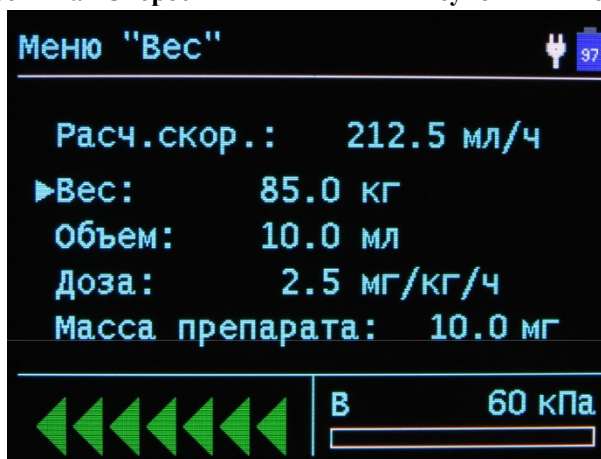 Меню "Вес" 97
Расч.скор.: 212.5 мл/ч
Вес: 85.0 кг
Объем: 10.0 мл
Доза: 2.5 мг/кг/ч
Масса препарата: 10.0 мг
В 60 кПа